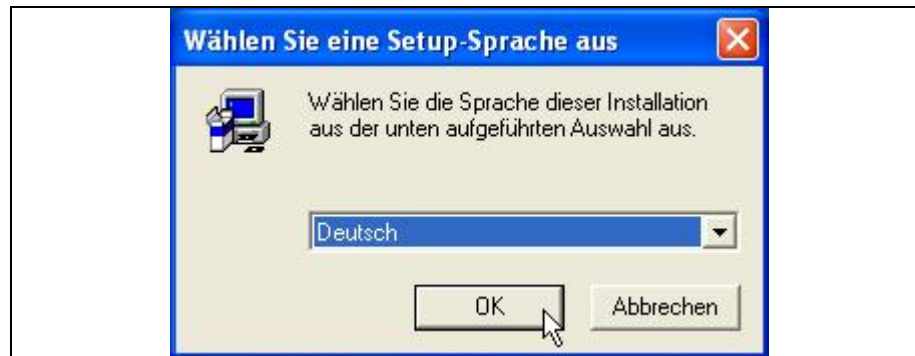 Wählen Sie eine Setup-Sprache aus
Wählen Sie die Sprache dieser Installation
aus der unten aufgeführten Auswahl aus.
Deutsch
OK Abbrechen